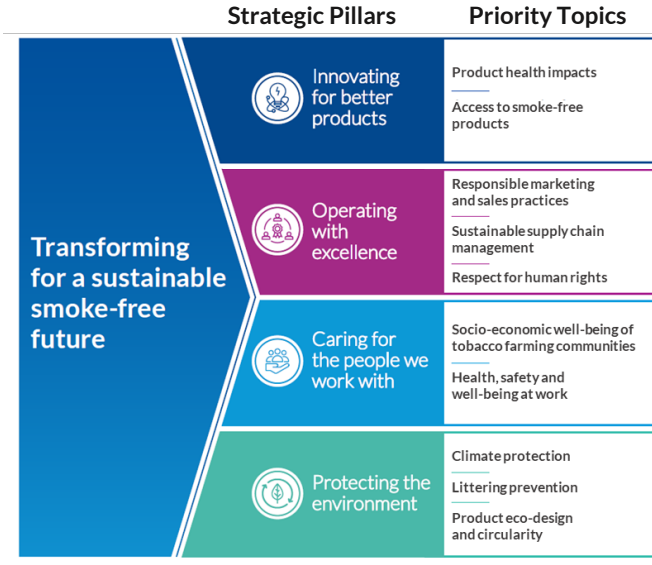 Strategic Pillars
Priority Topics
Transforming
for a sustainable
smoke-free
future
Innovating
for better
products
Product health impacts
Access to smoke-free
products
Operating
with
excellence
Responsible marketing
and sales practices
Sustainable supply chain
management
Respect for human rights
Caring for
the people we
work with
Socio-economic well-being of
tobacco farming communities
Health, safety and
well-being at work
Protecting the
environment
Climate protection
Littering prevention
Product eco-design
and circularity